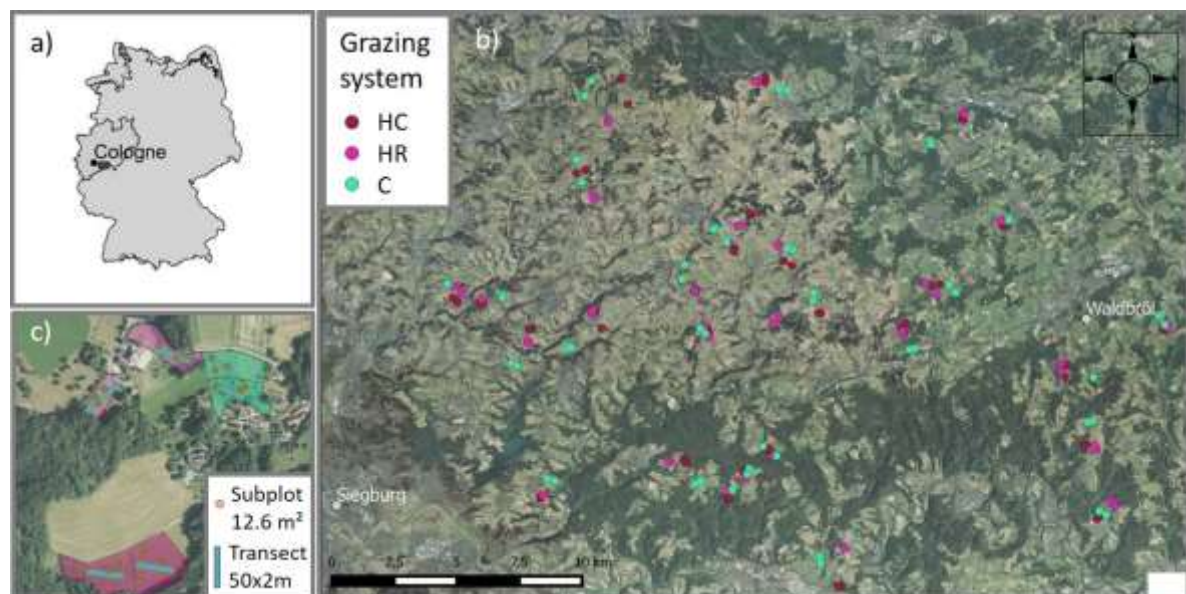 a)
Cologne
b)
Grazing
system
HC
HR
C
Waldbröl
Siegburg
0 2,5 5 7,5 10 km
c)
Subplot
12.6 m²
Transect
50x2m